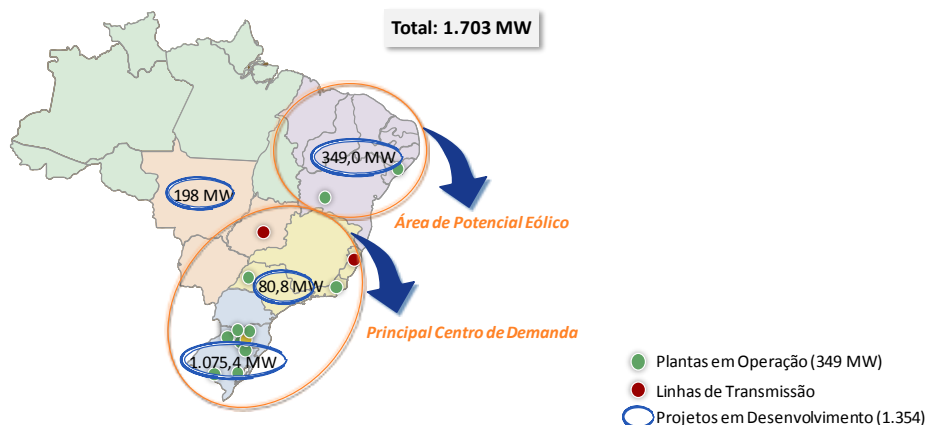 Total: 1.703 MW
349,0 MW
198 MW
Área de Potencial Eólico
80,8 MW
Principal Centro de Demanda
1.075,4 MW
Plantas em Operação (349 MW)
Linhas de Transmissão
Projetos em Desenvolvimento (1.354)